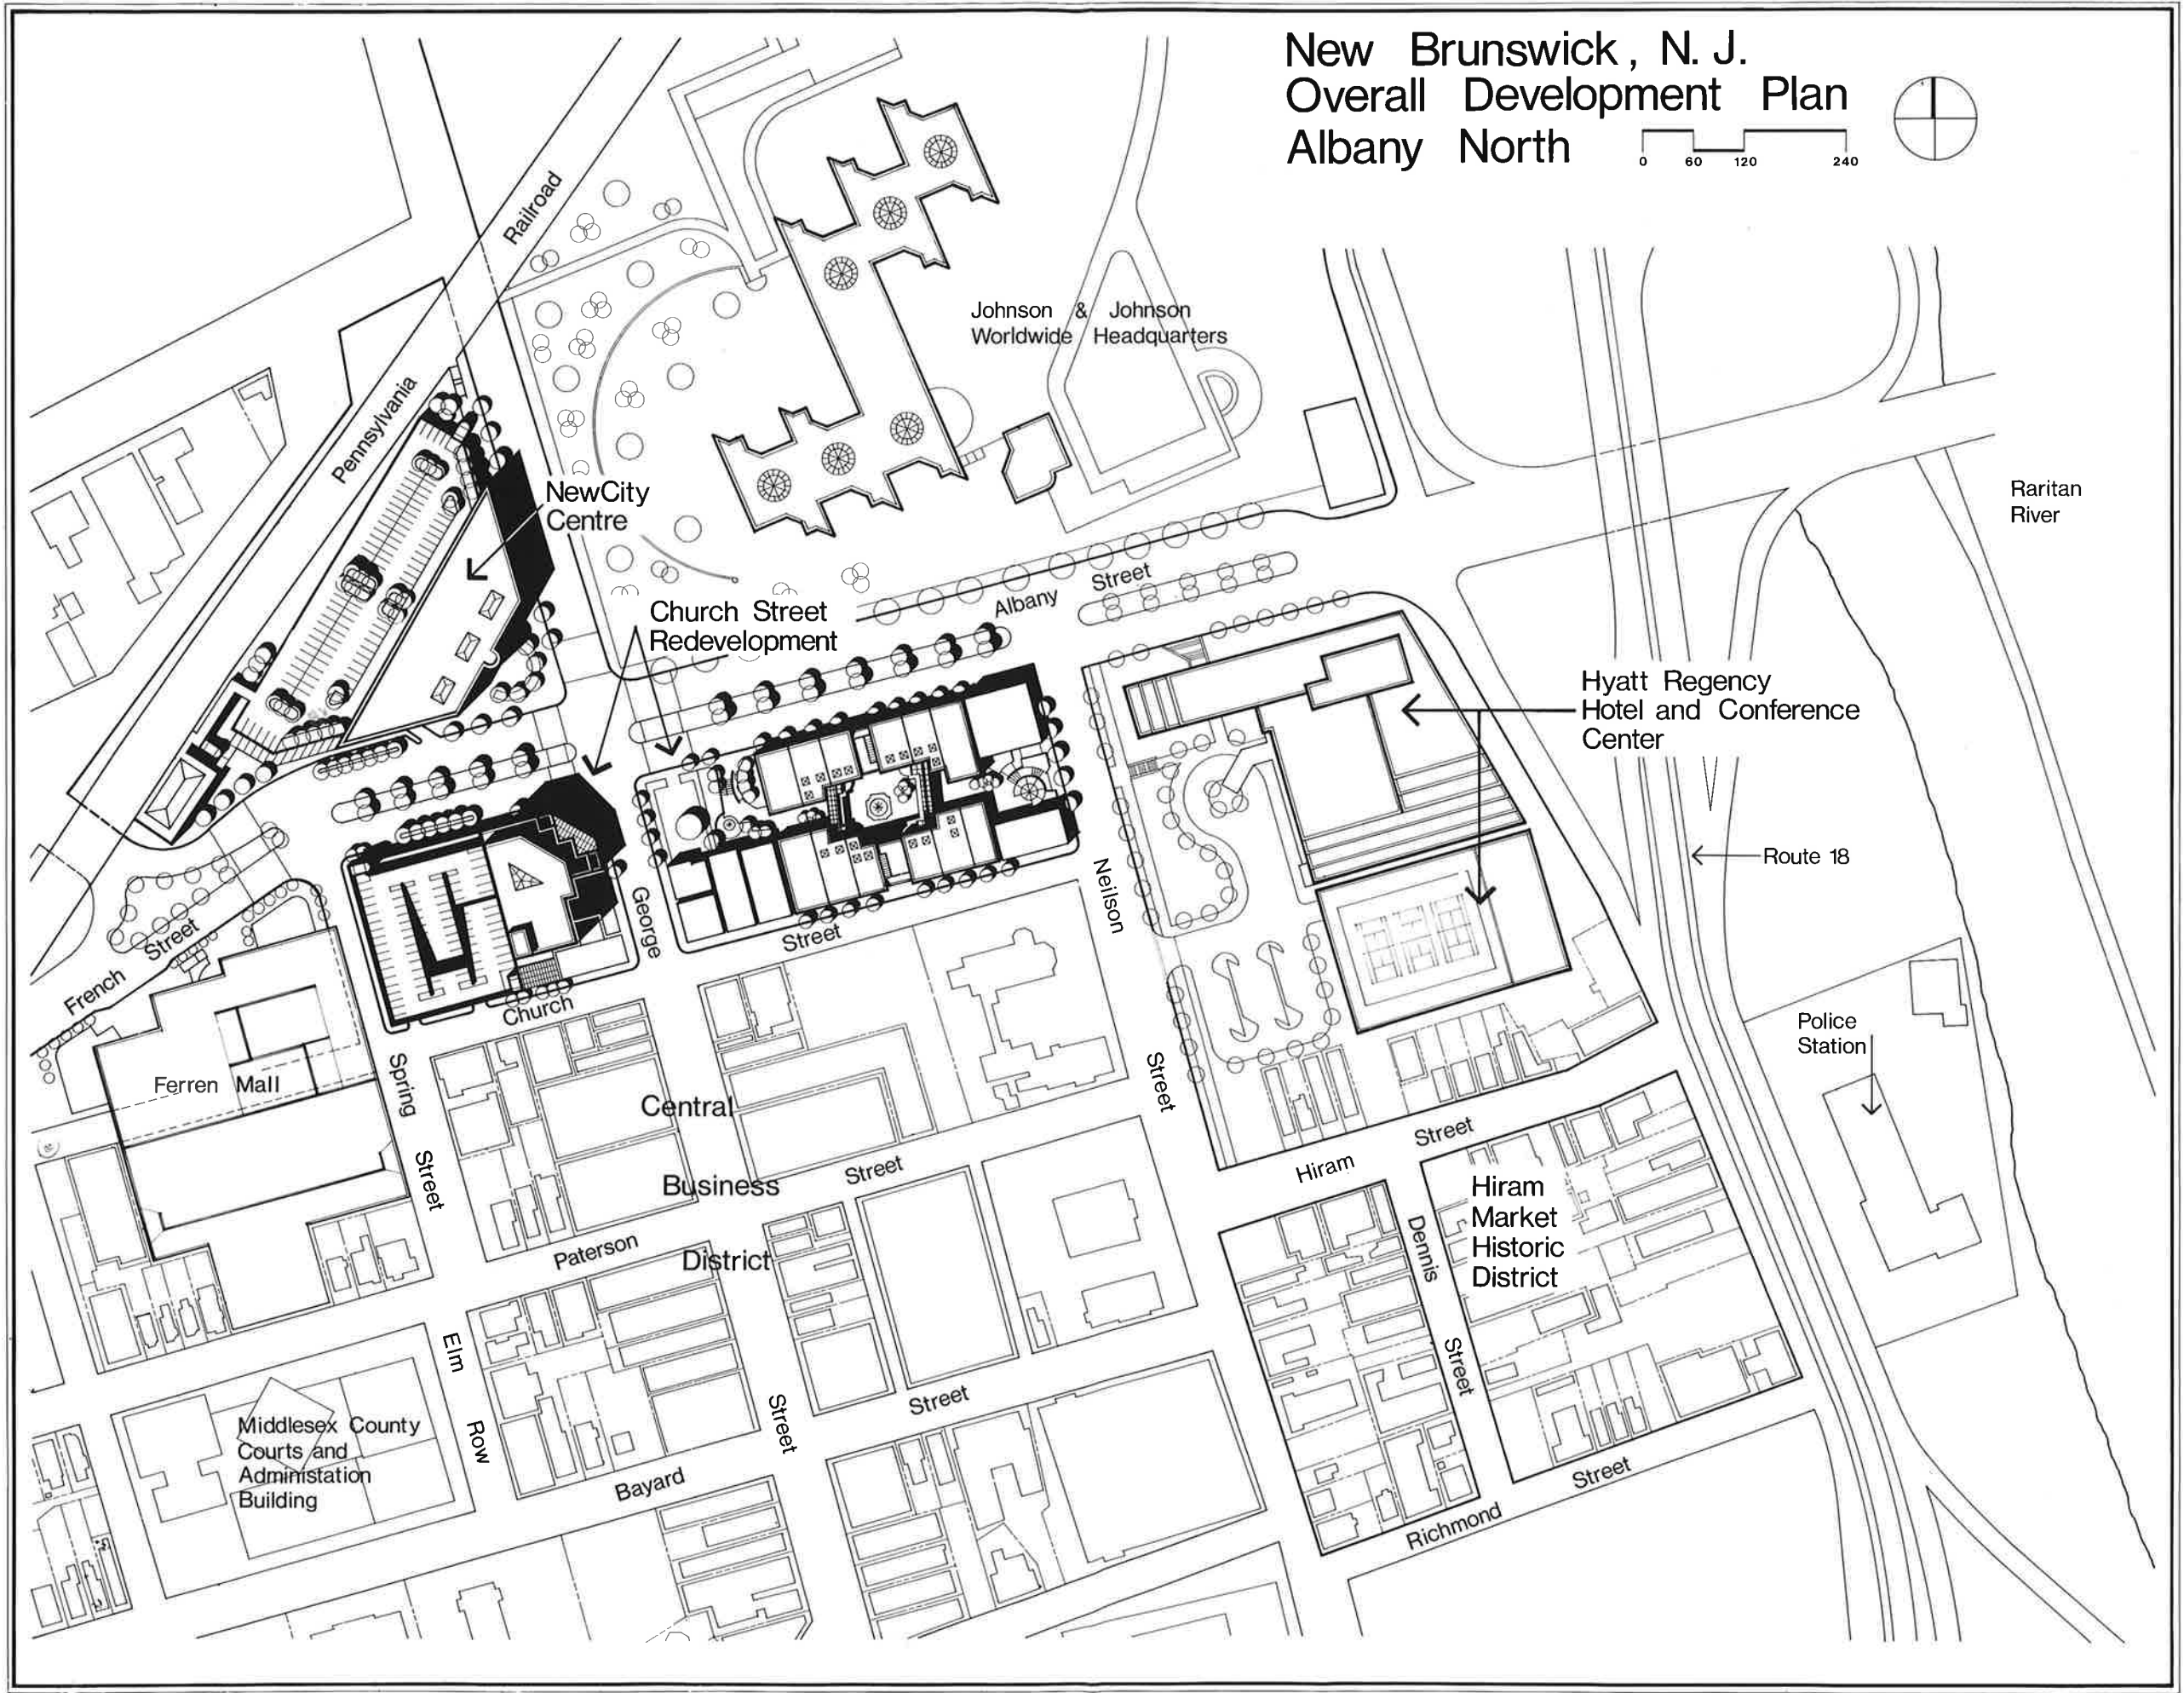 New Brunswick, N. J.
Overall Development Plan
Albany North
0 60 120 240
Railroad
Pennsylvania
Johnson & Johnson
Worldwide Headquarters
NewCity
Centre
Raritan
River
Albany Street
Church Street
Redevelopment
Hyatt Regency
Hotel and Conference
Center
Route 18
George
Street
Neilson
Street
French Street
Church
Police
Station
Ferren Mall
Spring
Street
Central
Business
District
Street
Paterson
Hiram Street
Hiram
Market
Historic
District
Dennis
Street
Elm
Row
Street
Street
Middlesex County
Courts and
Administation
Building
Bayard
Richmond Street